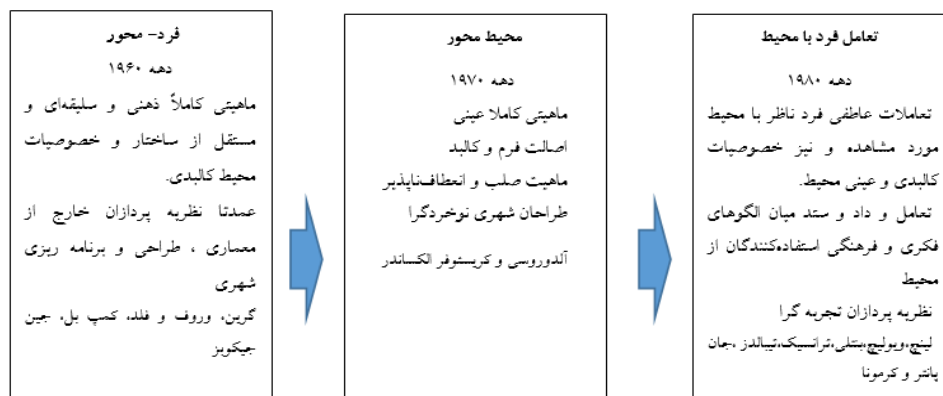 فرد- محور
دهه ۱۹۶۰
ماهیتی کاملاً ذهنی و سلیقه‌ای و
مستقل از ساختار و خصوصیات
محیط کالبدی.
عمدتا نظریه پردازان خارج از
معماری ، طراحی و برنامه ریزی
شهری
گرین، وروف و فلد، کمپ بل، جین
جیکوبز
محیط محور
دهه ۱۹۷۰
ماهیتی کاملا عینی
اصالت فرم و کالبد
ماهیت صلب و انعطاف‌ناپذیر
طراحان شهری نوخردگرا
آلدوروسی و کریستوفر الکساندر
تعامل فرد با محیط
دهه ۱۹۸۰
تعاملات عاطفی فرد ناظر با محیط
مورد مشاهده و نیز خصوصیات
کالبدی و عینی محیط.
تعامل و داد و ستد میان الگوهای
فکری و فرهنگی استفاده‌کنندگان از
محیط
نظریه پردازان تجربه گرا
لینچ،ویولیچ،بنتلی،ترانسیک،تیبالدز ،جان
پانتر و کرمونا